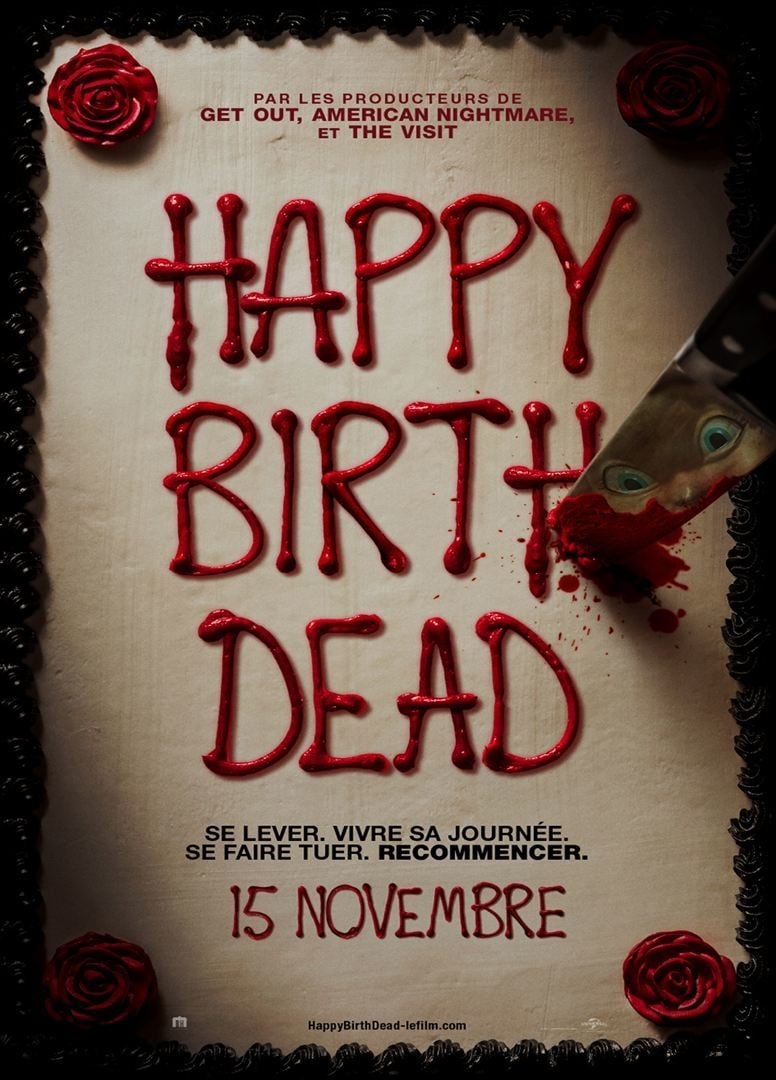 PAR LES PRODUCTEURS DE
GET OUT, AMERICAN NIGHTMARE,
ET THE VISIT
HAPPY
BIRTH
DEAD
SE LEVER. VIVRE SA JOURNÉE.
SE FAIRE TUER. RECOMMENCER.
15 NOVEMBRE
HappyBirthDead-lefilm.com